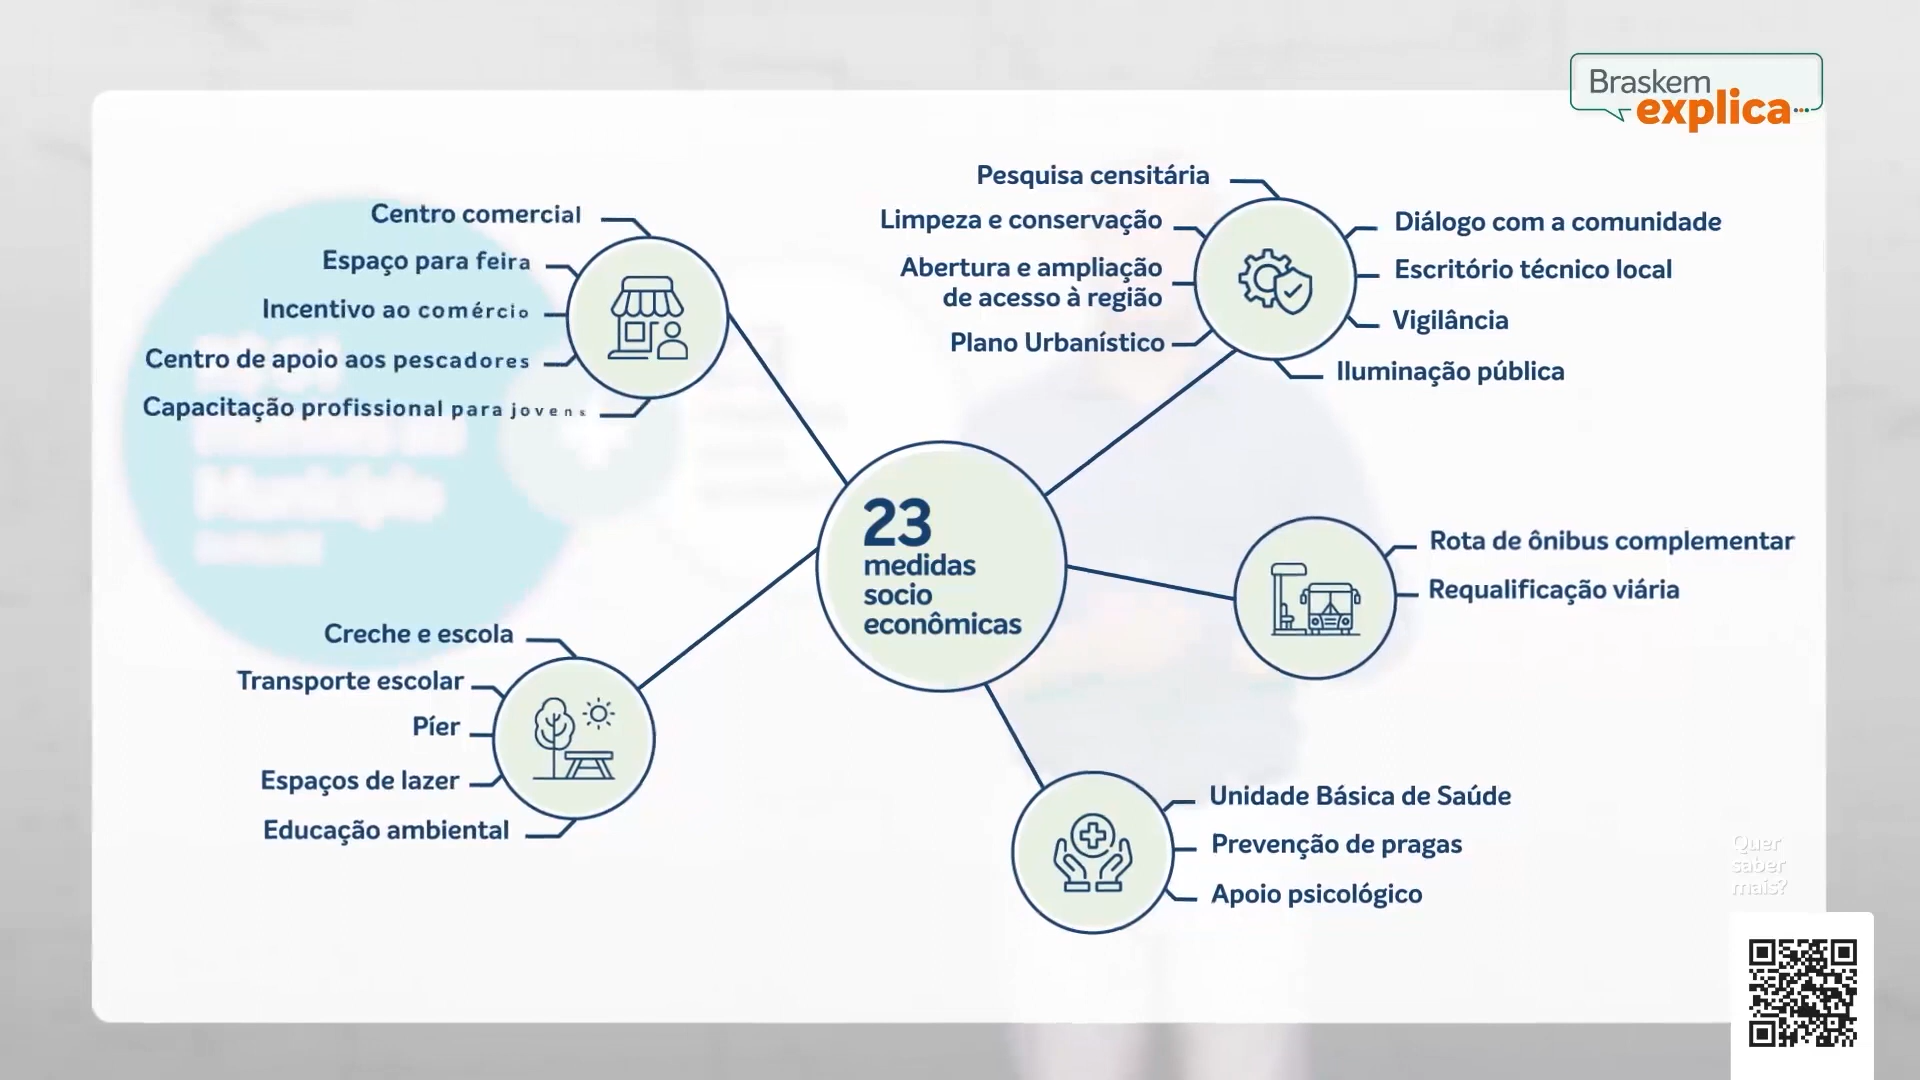 Braskem
explica
Centro comercial
Espaço para feira
Incentivo ao comércio
Centro de apoio aos pescadores
Capacitação profissional para jovens
Pesquisa censitária
Limpeza e conservação
Abertura e ampliação
de acesso à região
Plano Urbanístico
Diálogo com a comunidade
Escritório técnico local
Vigilância
Iluminação pública
23
medidas
socio
econômicas
Rota de ônibus complementar
Requalificação viária
Creche e escola
Transporte escolar
Píer
Espaços de lazer
Educação ambiental
Unidade Básica de Saúde
Prevenção de pragas
Apoio psicológico
Quer
saber
mais?